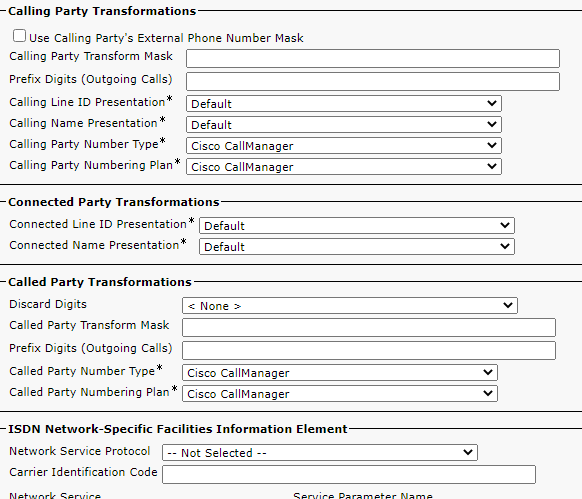 Calling Party Transformations
Use Calling Party's External Phone Number Mask
Calling Party Transform Mask
Prefix Digits (Outgoing Calls)
Calling Line ID Presentation* Default
Calling Name Presentation* Default
Calling Party Number Type* Cisco CallManager
Calling Party Numbering Plan* Cisco CallManager
Connected Party Transformations
Connected Line ID Presentation* Default
Connected Name Presentation* Default
Called Party Transformations
Discard Digits < None >
Called Party Transform Mask
Prefix Digits (Outgoing Calls)
Called Party Number Type* Cisco CallManager
Called Party Numbering Plan* Cisco CallManager
ISDN Network-Specific Facilities Information Element
Network Service Protocol -- Not Selected --
Carrier Identification Code
Network Service Service Parameter Name